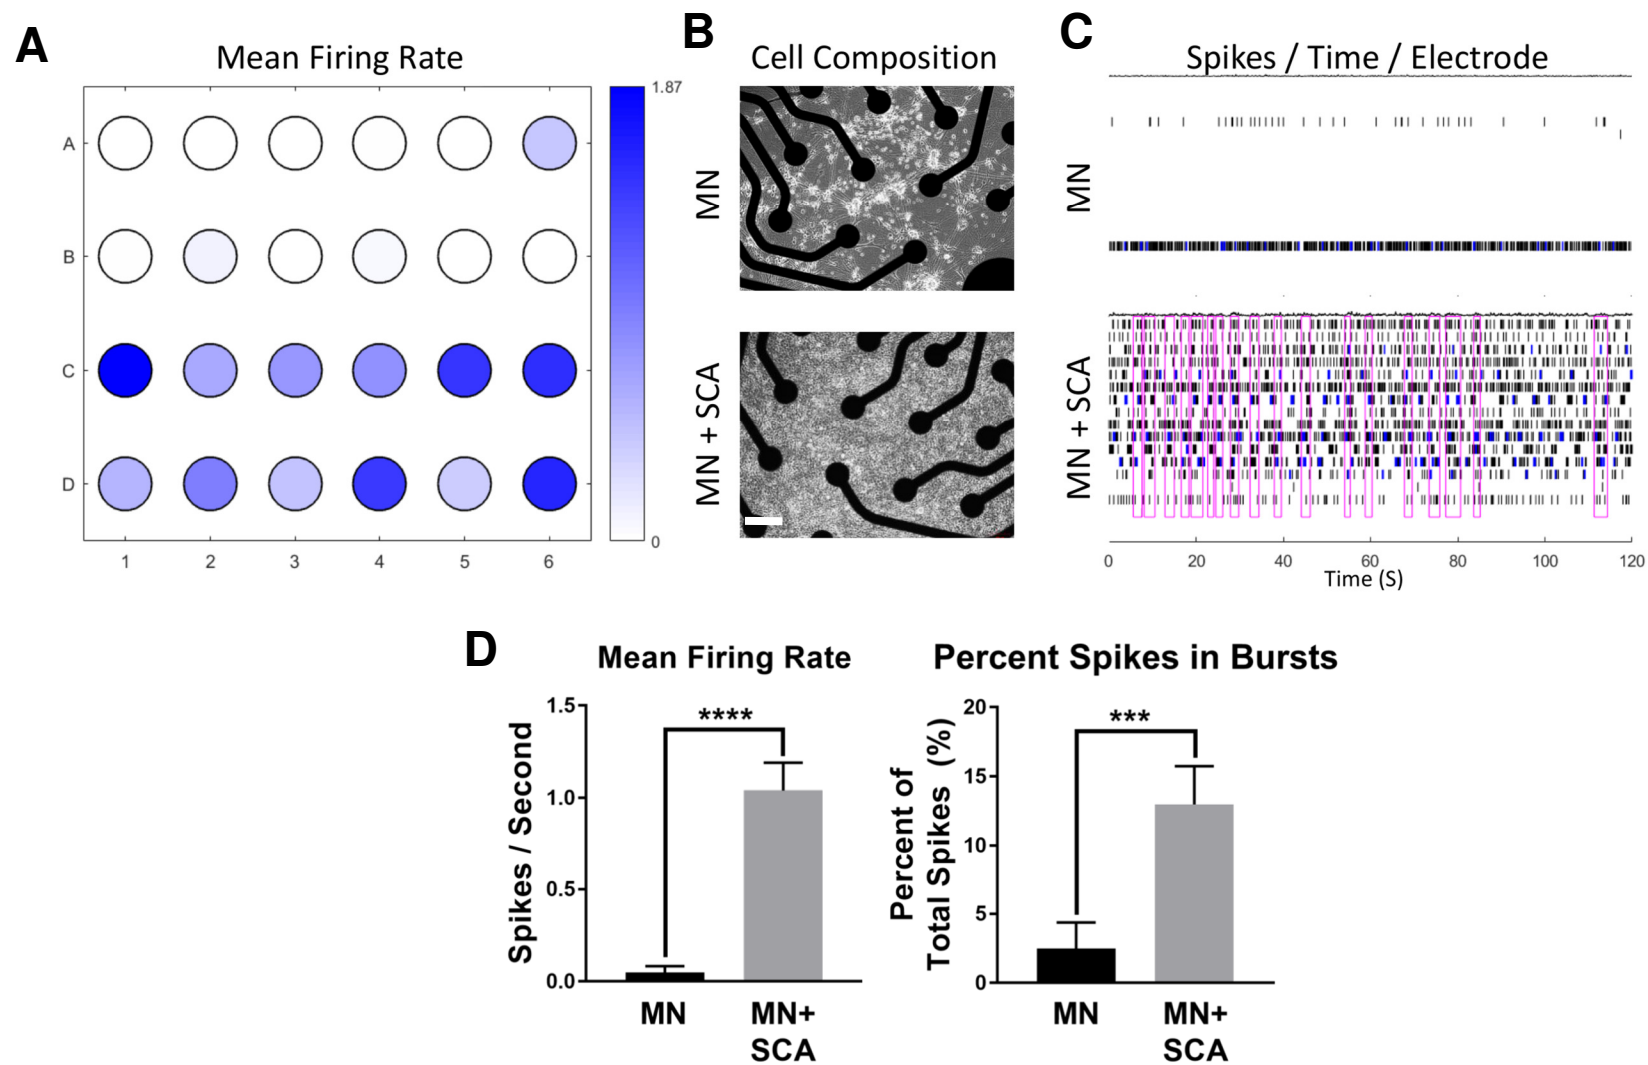 A
Mean Firing Rate
1.87
A
B
C
D
0
1 2 3 4 5 6
B
Cell Composition
MN
MN + SCA
C
Spikes / Time / Electrode
MN
MN + SCA
0 20 40 60 80 100 120
Time (S)
D
Mean Firing Rate
Spikes / Second
1.5
1.0
0.5
0.0
****
MN
MN+
SCA
Percent Spikes in Bursts
Percent of
Total Spikes (%)
20
15
10
5
0
***
MN
MN+
SCA